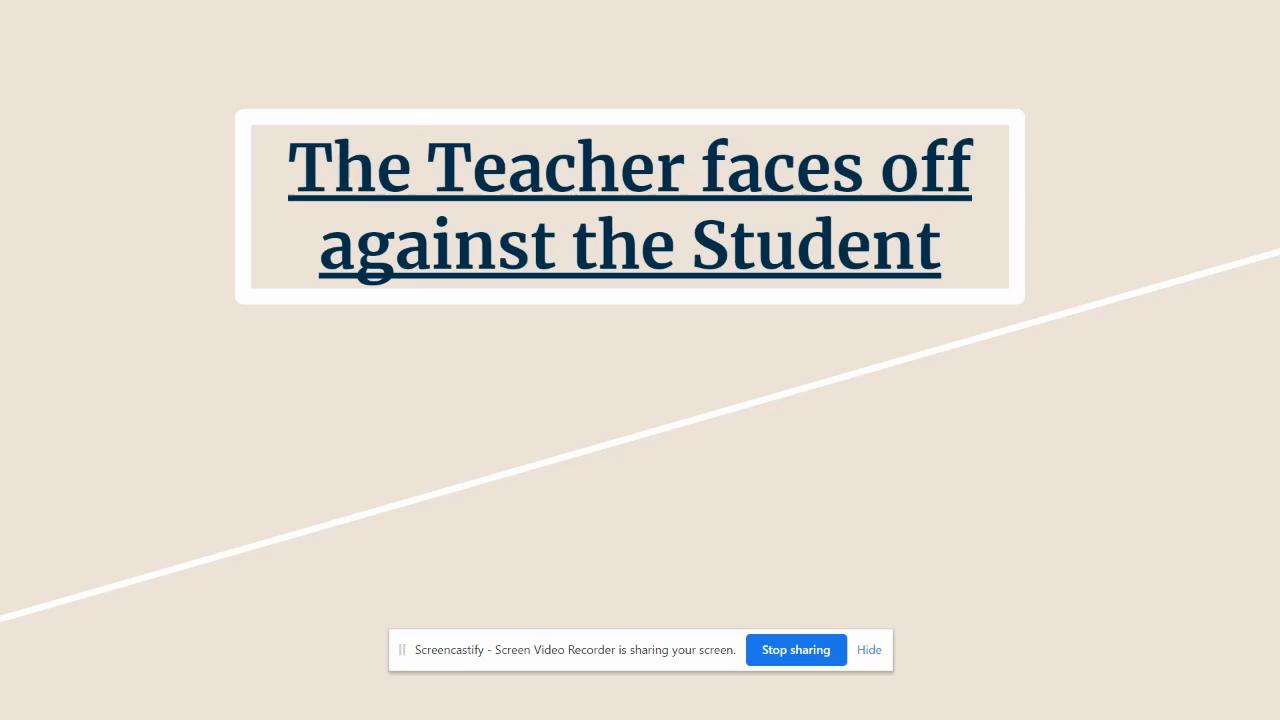 The Teacher faces off
against the Student
Screencastify - Screen Video Recorder is sharing your screen. Stop sharing Hide